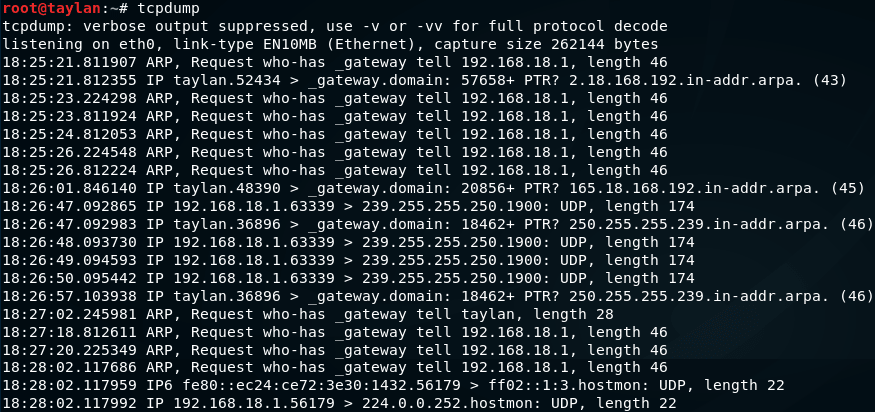 root@taylan:~# tcpdump
tcpdump: verbose output suppressed, use -v or -vv for full protocol decode
listening on eth0, link-type EN10MB (Ethernet), capture size 262144 bytes
18:25:21.811907 ARP, Request who-has _gateway tell 192.168.18.1, length 46
18:25:21.812355 IP taylan.52434 > _gateway.domain: 57658+ PTR? 2.18.168.192.in-addr.arpa. (43)
18:25:23.224298 ARP, Request who-has _gateway tell 192.168.18.1, length 46
18:25:23.811924 ARP, Request who-has _gateway tell 192.168.18.1, length 46
18:25:24.812053 ARP, Request who-has _gateway tell 192.168.18.1, length 46
18:25:26.224548 ARP, Request who-has _gateway tell 192.168.18.1, length 46
18:25:26.812224 ARP, Request who-has _gateway tell 192.168.18.1, length 46
18:26:01.846140 IP taylan.48390 > _gateway.domain: 20856+ PTR? 165.18.168.192.in-addr.arpa. (45)
18:26:47.092865 IP 192.168.18.1.63339 > 239.255.255.250.1900: UDP, length 174
18:26:47.092983 IP taylan.36896 > _gateway.domain: 18462+ PTR? 250.255.255.239.in-addr.arpa. (46)
18:26:48.093730 IP 192.168.18.1.63339 > 239.255.255.250.1900: UDP, length 174
18:26:49.094593 IP 192.168.18.1.63339 > 239.255.255.250.1900: UDP, length 174
18:26:50.095442 IP 192.168.18.1.63339 > 239.255.255.250.1900: UDP, length 174
18:26:57.103938 IP taylan.36896 > _gateway.domain: 18462+ PTR? 250.255.255.239.in-addr.arpa. (46)
18:27:02.245981 ARP, Request who-has _gateway tell taylan, length 28
18:27:18.812611 ARP, Request who-has _gateway tell 192.168.18.1, length 46
18:27:20.225349 ARP, Request who-has _gateway tell 192.168.18.1, length 46
18:28:02.117686 ARP, Request who-has _gateway tell 192.168.18.1, length 46
18:28:02.117959 IP6 fe80::ec24:ce72:3e30:1432.56179 > ff02::1:3.hostmon: UDP, length 22
18:28:02.117992 IP 192.168.18.1.56179 > 224.0.0.252.hostmon: UDP, length 22